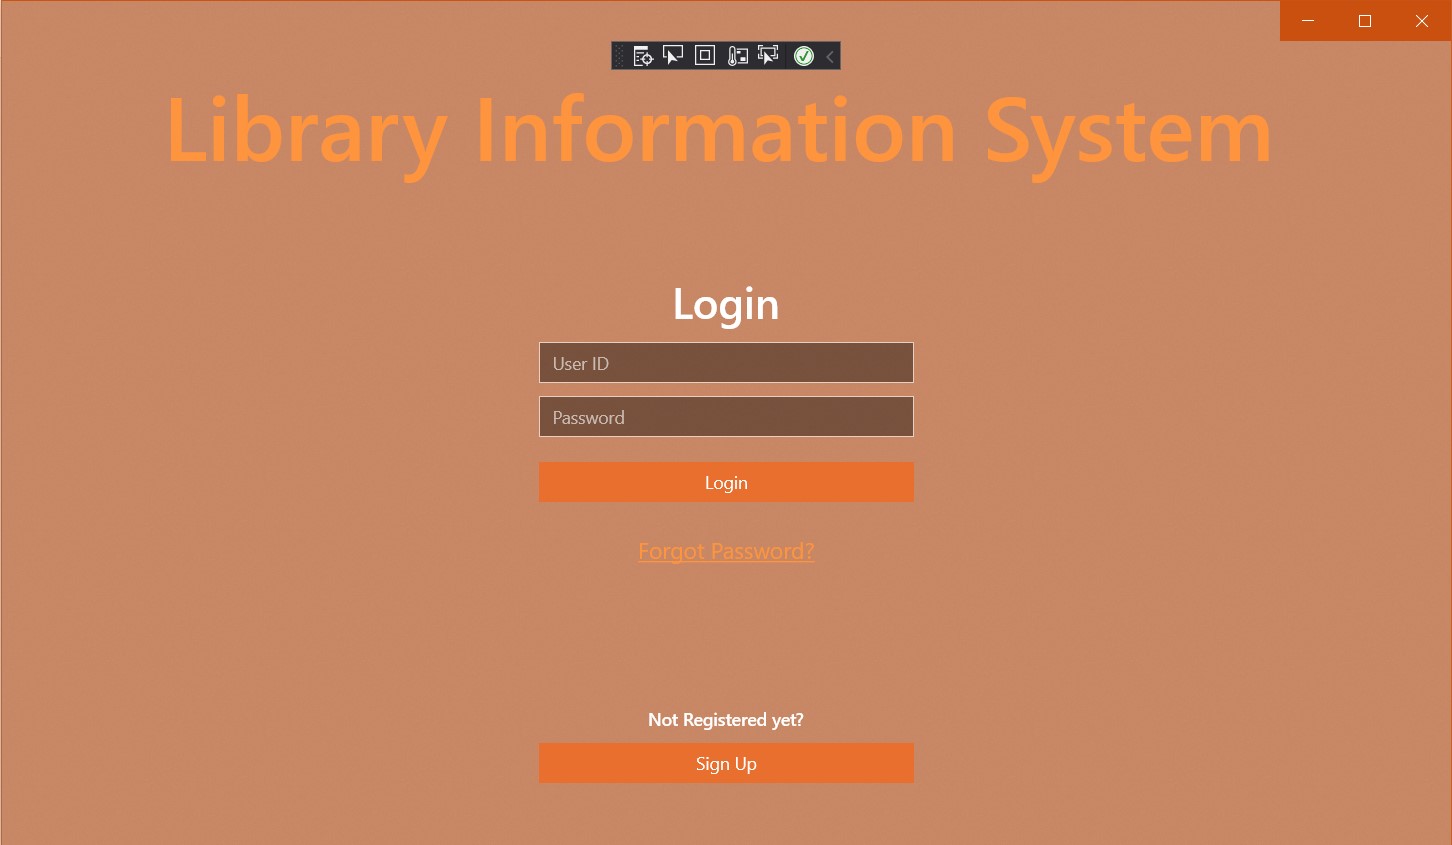 Library Information System
Login
User ID
Password
Login
Forgot Password?
Not Registered yet?
Sign Up